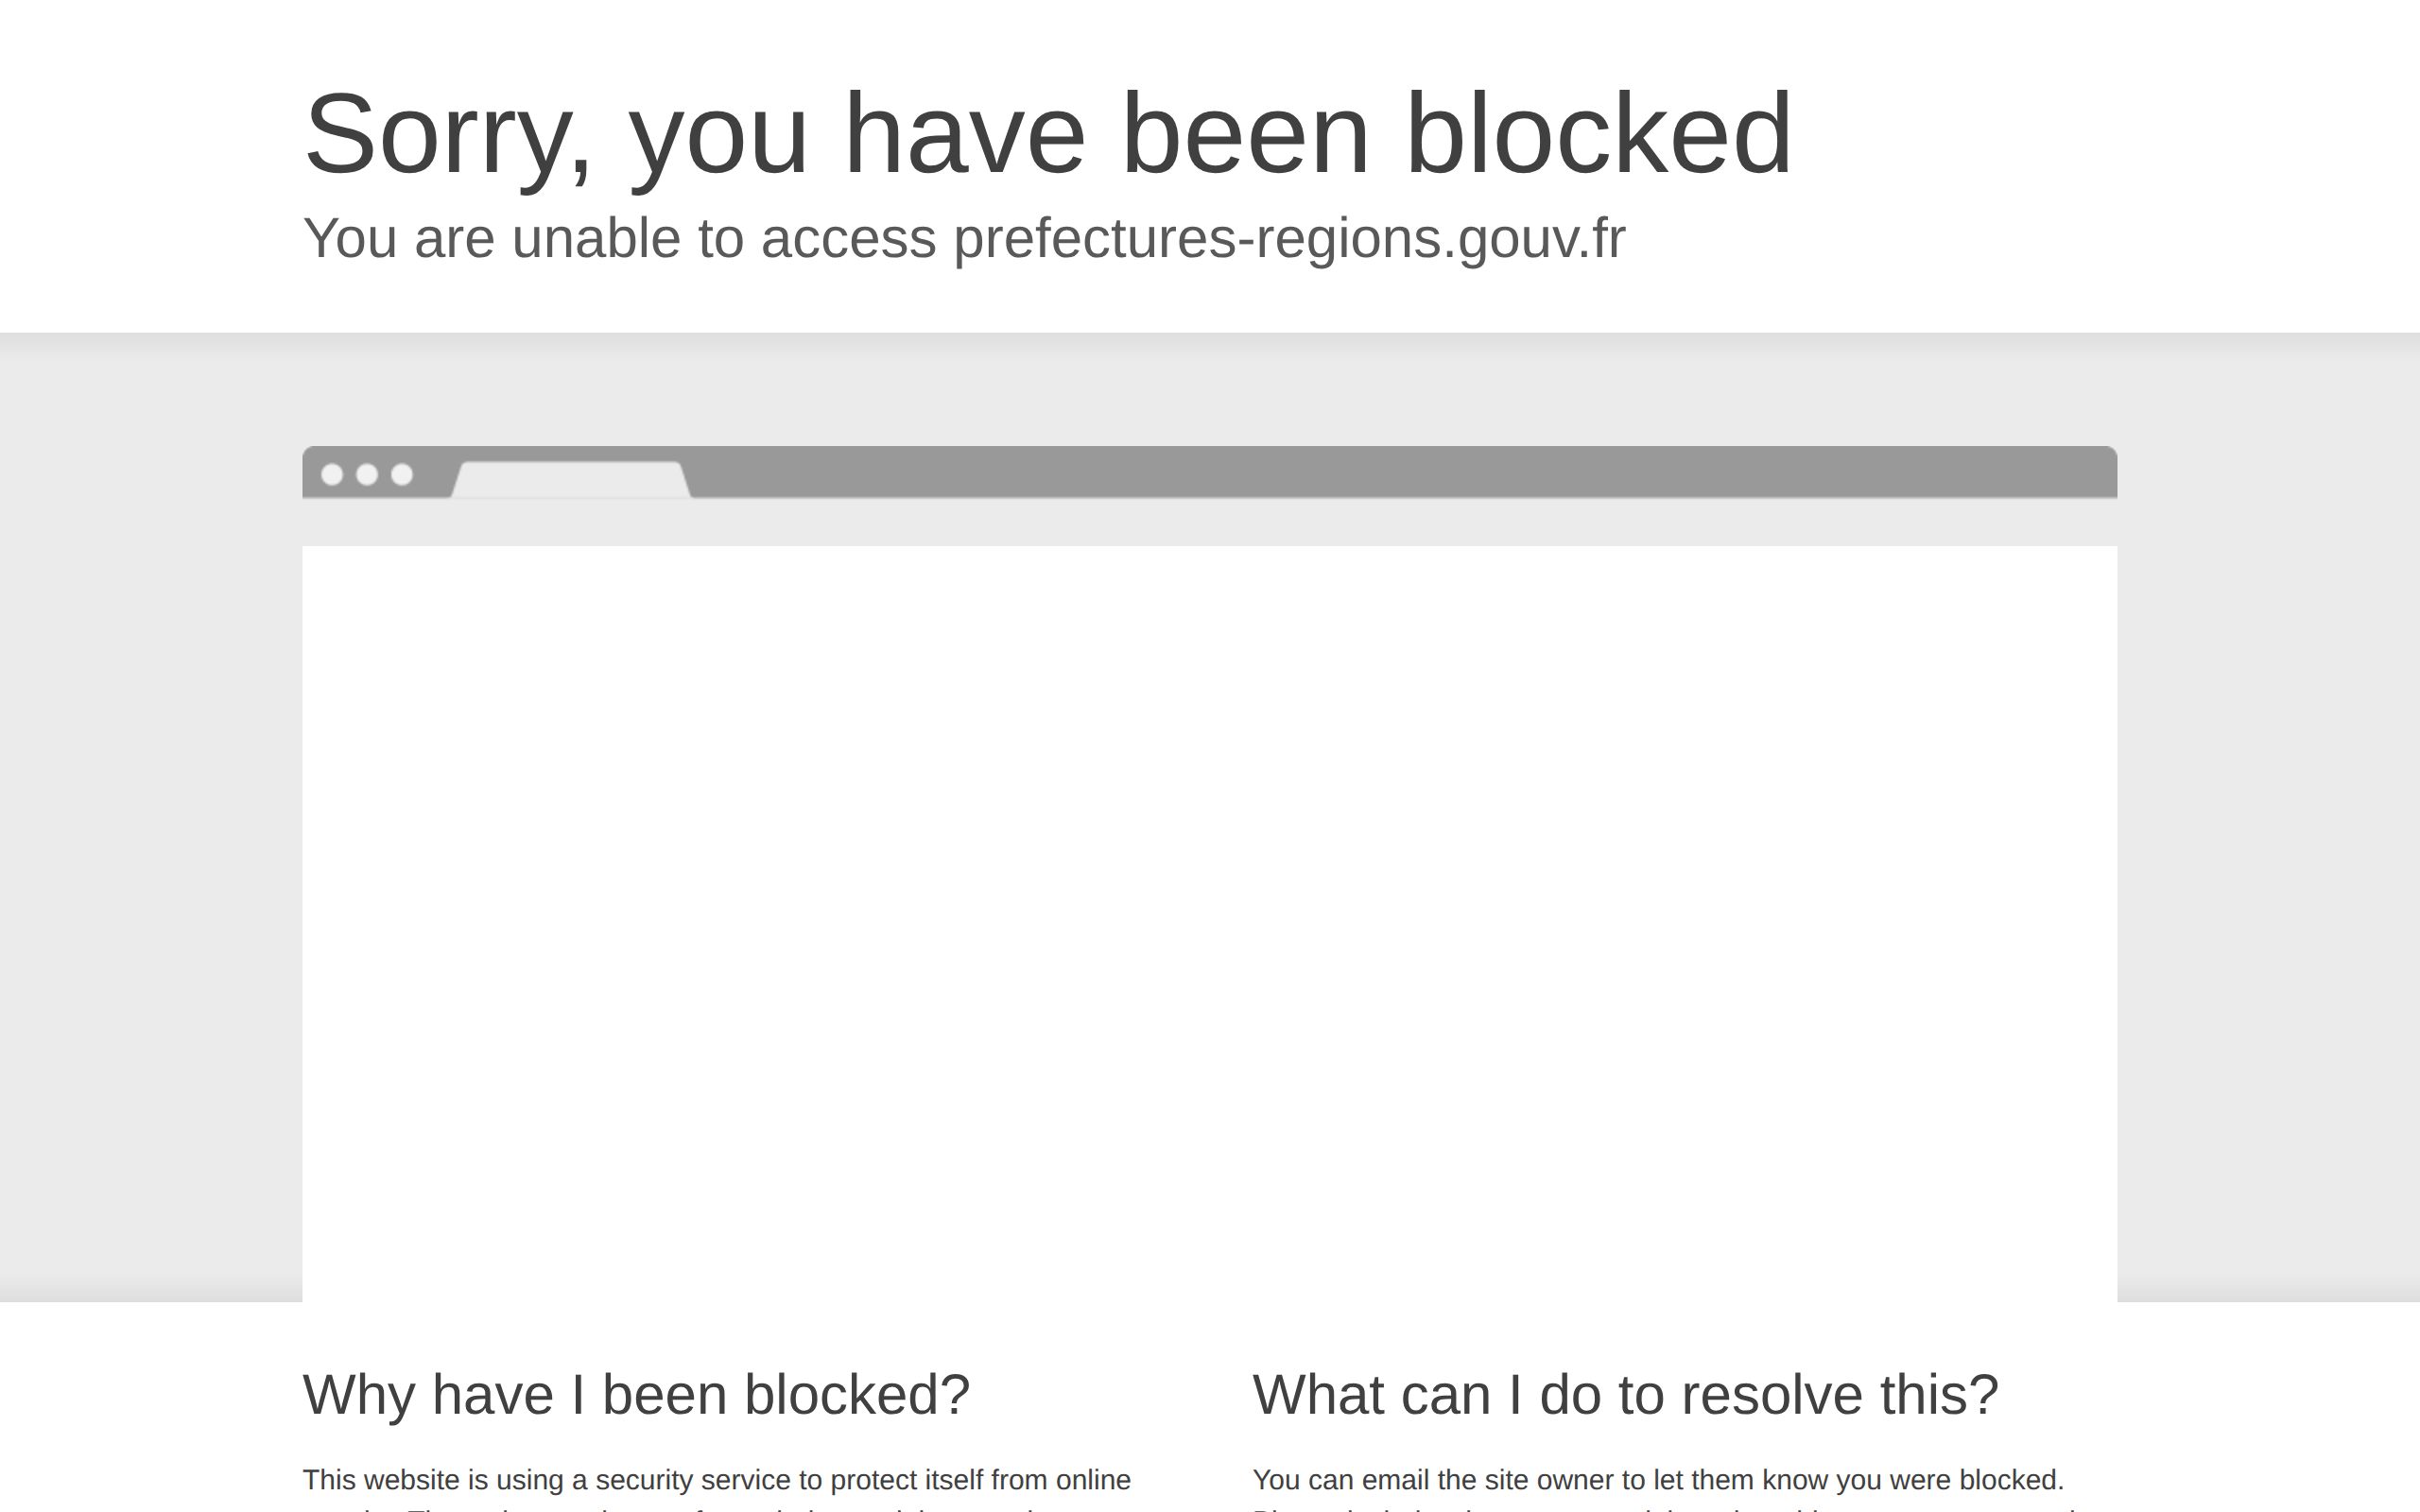 Sorry, you have been blocked
You are unable to access prefectures-regions.gouv.fr
Why have I been blocked?
What can I do to resolve this?
This website is using a security service to protect itself from online
You can email the site owner to let them know you were blocked.